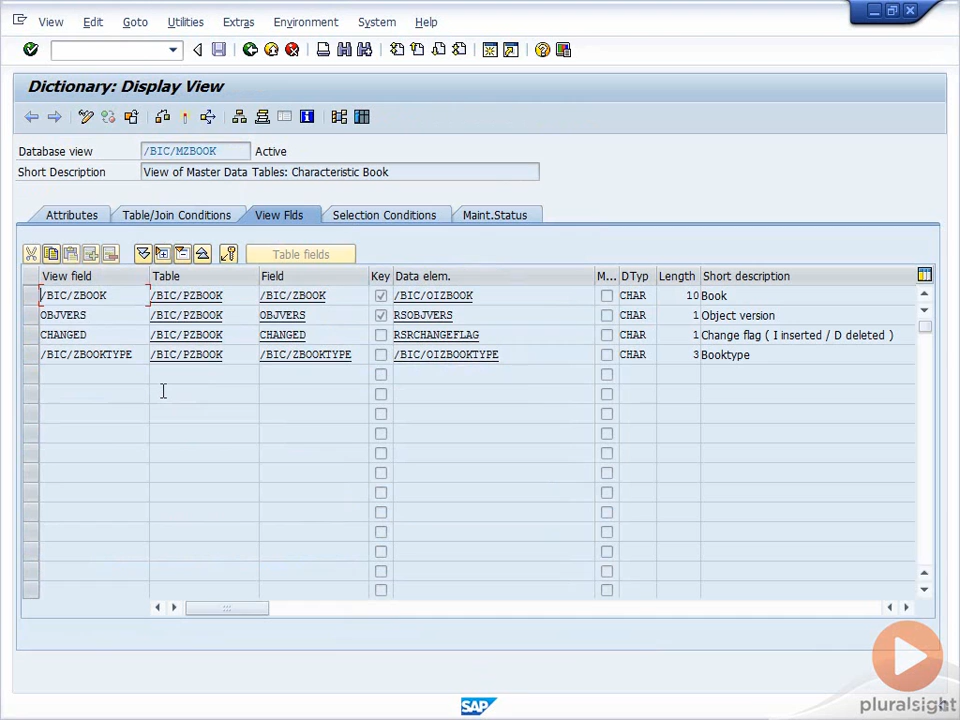 View Edit Goto Utilities Extras Environment System Help
Dictionary: Display View
Database view /BIC/MZBOOK Active
Short Description View of Master Data Tables: Characteristic Book
Attributes Table/Join Conditions View Flds Selection Conditions Maint.Status
Table fields
View field Table Field Key Data elem. M... DTyp Length Short description
/BIC/ZBOOK /BIC/PZBOOK /BIC/ZBOOK /BIC/OIZBOOK CHAR 10 Book
OBJVERS /BIC/PZBOOK OBJVERS RSOBJVERS CHAR 1 Object version
CHANGED /BIC/PZBOOK CHANGED RSRCHANGEFLAG CHAR 1 Change flag ( I inserted / D deleted )
/BIC/ZBOOKTYPE /BIC/PZBOOK /BIC/ZBOOKTYPE /BIC/OIZBOOKTYPE CHAR 3 Booktype
SAP
pluralsight